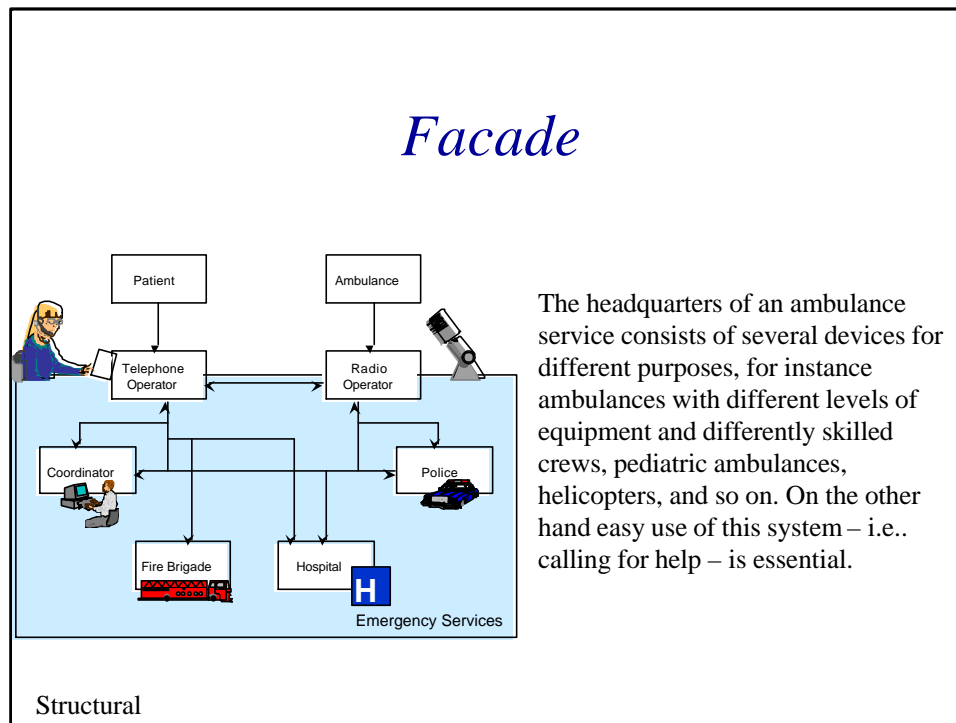 Facade
Patient
Ambulance
Telephone
Operator
Radio
Operator
Coordinator
Police
Fire Brigade
Hospital
H
Emergency Services
The headquarters of an ambulance
service consists of several devices for
different purposes, for instance
ambulances with different levels of
equipment and differently skilled
crews, pediatric ambulances,
helicopters, and so on. On the other
hand easy use of this system – i.e..
calling for help – is essential.
Structural